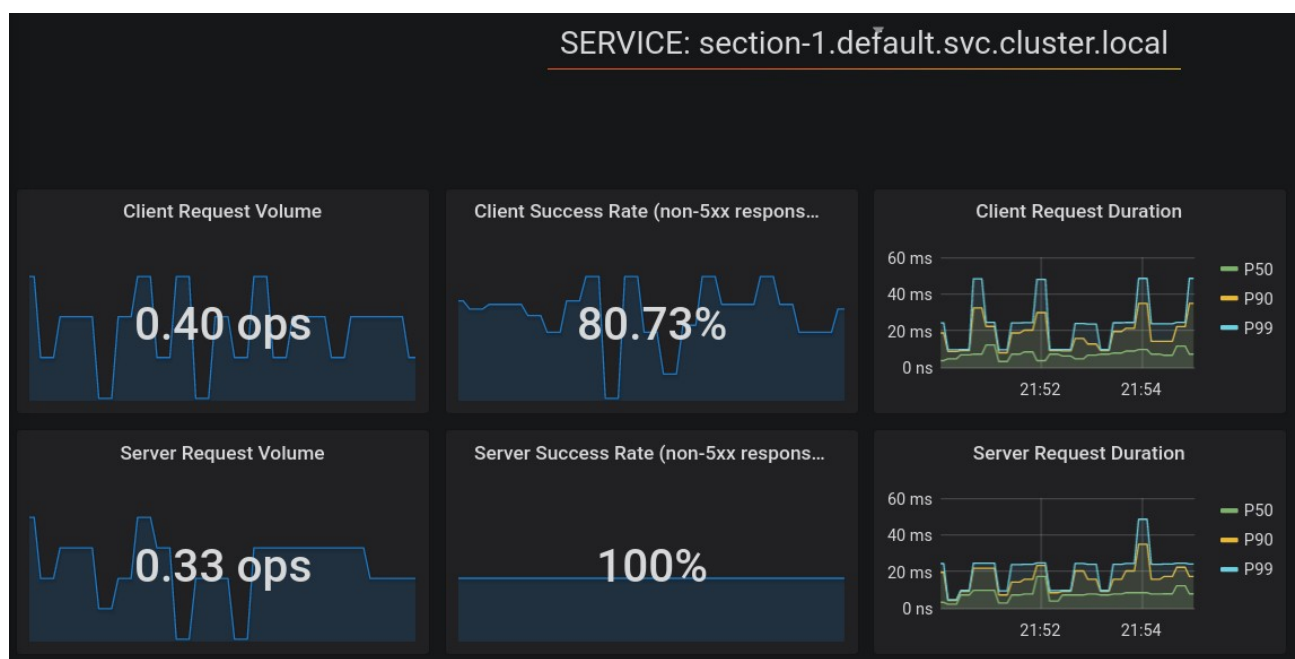 SERVICE: section-1.default.svc.cluster.local
Client Request Volume
0.40 ops
Client Success Rate (non-5xx respons...
80.73%
Client Request Duration
60 ms
40 ms
20 ms
0 ns
21:52
21:54
P50
P90
P99
Server Request Volume
0.33 ops
Server Success Rate (non-5xx respons...
100%
Server Request Duration
60 ms
40 ms
20 ms
0 ns
21:52
21:54
P50
P90
P99